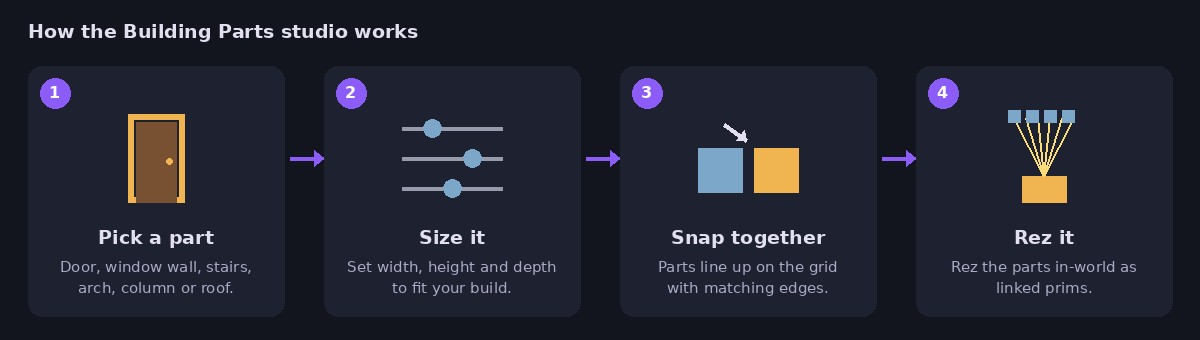 How the Building Parts studio works
1
Pick a part
Door, window wall, stairs,
arch, column or roof.
2
Size it
Set width, height and depth
to fit your build.
3
Snap together
Parts line up on the grid
with matching edges.
4
Rez it
Rez the parts in-world as
linked prims.